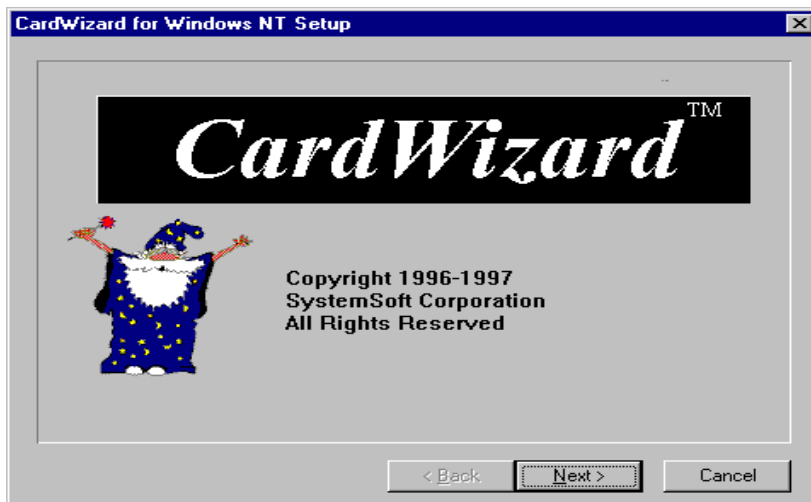 CardWizard for Windows NT Setup
CardWizard TM
Copyright 1996-1997
SystemSoft Corporation
All Rights Reserved
< Back Next > Cancel